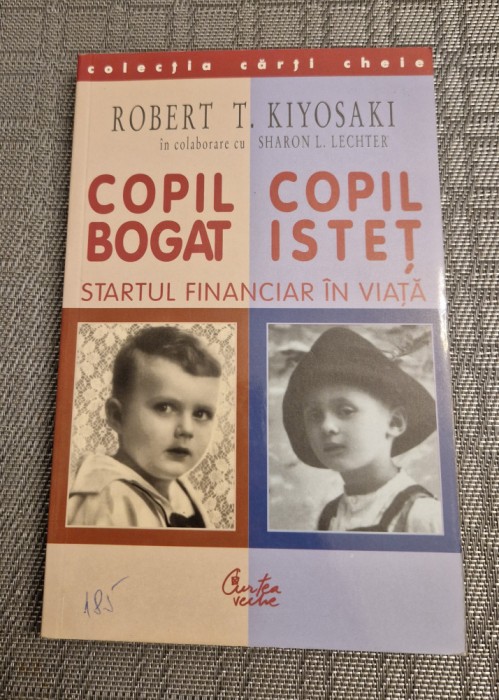 colecția cărți cheie
ROBERT T. KIYOSAKI
în colaborare cu SHARON L. LECHTER
COPIL COPIL
BOGAT ISTEȚ
STARTUL FINANCIAR ÎN VIAȚĂ
185
Curtea
veche